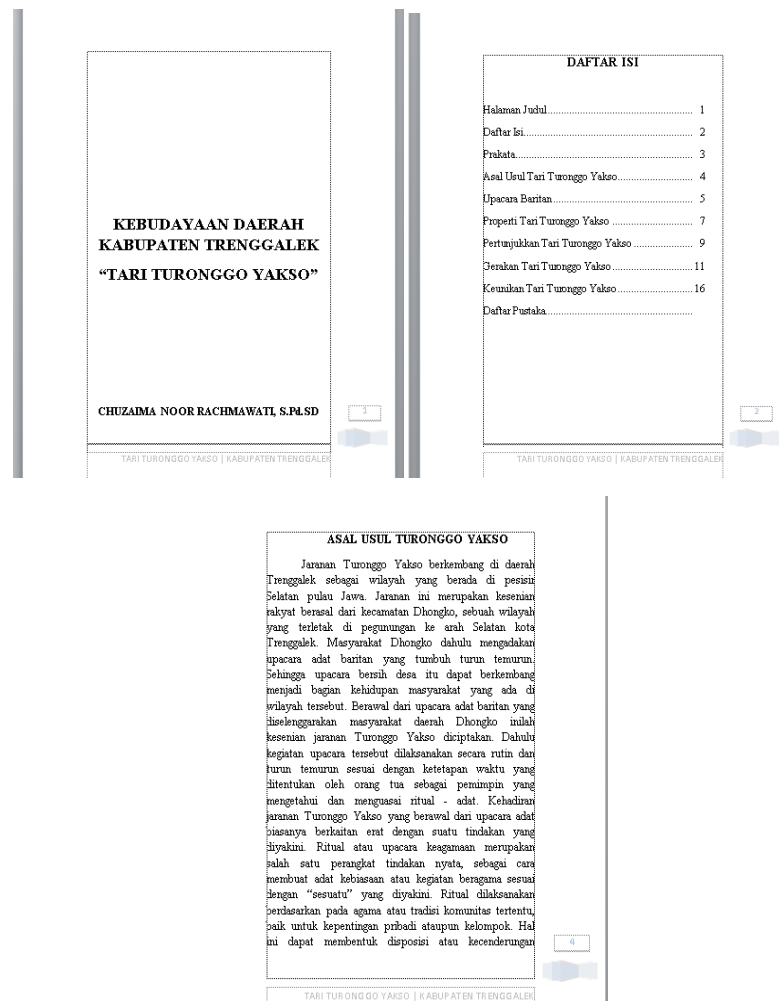 KEBUDAYAAN DAERAH
KABUPATEN TRENGGALEK
“TARI TURONGGO YAKSO”
CHUZAIMA NOOR RACHMAWATI, S.Pd.SD
1
TARI TURONGGO YAKSO | KABUPATEN TRENGGALEK
DAFTAR ISI
Halaman Judul.................................................. 1
Daftar Isi.......................................................... 2
Prakata............................................................. 3
Asal Usul Tari Turonggo Yakso.......................... 4
Upacara Baritan................................................ 5
Properti Tari Turonggo Yakso ............................ 7
Pertunjukkan Tari Turonggo Yakso .................... 9
Gerakan Tari Turonggo Yakso............................ 11
Keunikan Tari Turonggo Yakso.......................... 16
Daftar Pustaka...................................................
2
TARI TURONGGO YAKSO | KABUPATEN TRENGGALEK
ASAL USUL TURONGGO YAKSO
Jaranan Turonggo Yakso berkembang di daerah
Trenggalek sebagai wilayah yang berada di pesisir
Selatan pulau Jawa. Jaranan ini merupakan kesenian
rakyat berasal dari kecamatan Dhongko, sebuah wilayah
yang terletak di pegunungan ke arah Selatan kota
Trenggalek. Masyarakat Dhongko dahulu mengadakan
upacara adat baritan yang tumbuh turun temurun.
Sehingga upacara bersih desa itu dapat berkembang
menjadi bagian kehidupan masyarakat yang ada di
wilayah tersebut. Berawal dari upacara adat baritan yang
diselenggarakan masyarakat daerah Dhongko inilah
kesenian jaranan Turonggo Yakso diciptakan. Dahulu
kegiatan upacara tersebut dilaksanakan secara rutin dan
turun temurun sesuai dengan ketetapan waktu yang
ditentukan oleh orang tua sebagai pemimpin yang
mengetahui dan menguasai ritual - adat. Kehadiran
jaranan Turonggo Yakso yang berawal dari upacara adat
biasanya berkaitan erat dengan suatu tindakan yang
diyakini. Ritual atau upacara keagamaan merupakan
salah satu perangkat tindakan nyata, sebagai cara
membuat adat kebiasaan atau kegiatan beragama sesuai
dengan “sesuatu” yang diyakini. Ritual dilaksanakan
berdasarkan pada agama atau tradisi komunitas tertentu,
baik untuk kepentingan pribadi ataupun kelompok. Hal
ini dapat membentuk disposisi atau kecenderungan
4
TARI TURONGGO YAKSO | KABUPATEN TRENGGALEK